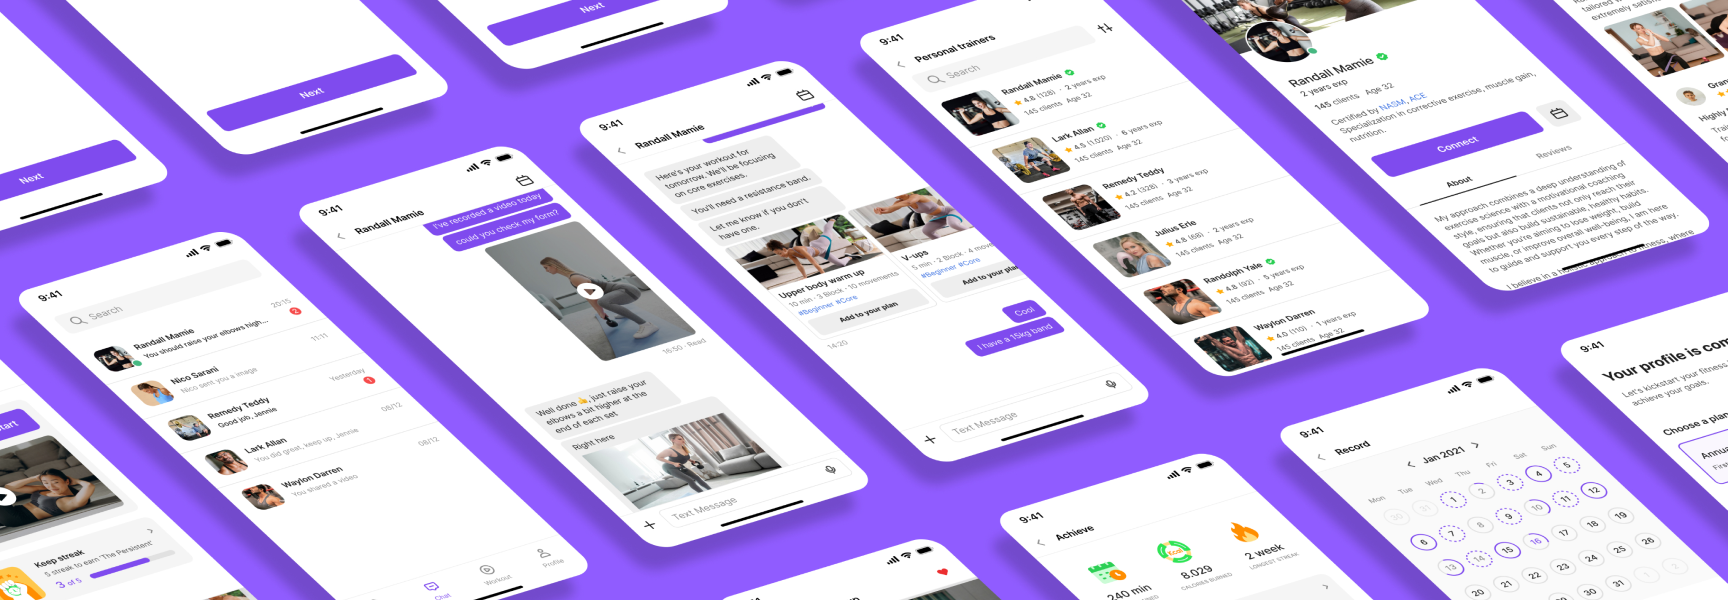 Next
Next
Next
9:41
Search
Randall Mamie
You should raise your elbows high...
20:15
2
Nico Sarani
Nico sent you a image
11:11
Remedy Teddy
Good job, Jennie
Yesterday
1
Lark Allan
You did great, keep up, Jennie
08/12
Waylon Darren
You shared a video
08/12
Chat
Workout
Profile
Keep streak
5 streak to earn 'The Persistent'
3 of 5
9:41
Randall Mamie
I've recorded a video today
could you check my form?
16:50 · Read
Well done 👍, just raise your
elbows a bit higher at the
end of each set
Right here
Text Message
9:41
Randall Mamie
Here's your workout for
tomorrow. We'll be focusing
on core exercises.
You'll need a resistance band.
Let me know if you don't
have one.
Upper body warm up
10 min · 3 Block · 10 movements
#Beginner #Core
Add to your plan
V-ups
5 min · 2 Block · 4
#Beginner #Core
Add to your plan
14:20
Cool
I have a 15kg band
Text Message
9:41
Personal trainers
Search
Randall Mamie
4.8 (128) · 2 years exp
145 clients Age 32
Lark Allan
4.5 (1,020) · 6 years exp
145 clients Age 32
Remedy Teddy
4.2 (328) · 3 years exp
145 clients Age 32
Julius Erie
4.8 (68) · 2 years exp
145 clients Age 32
Randolph Yale
4.8 (92) · 5 years exp
145 clients Age 32
Waylon Darren
4.0 (110) · 1 years exp
145 clients Age 32
Randall Mamie
2 years exp
145 clients Age 32
Certified by NASM, ACE
Specialization in corrective exercise, muscle gain,
nutrition.
Connect
About
Reviews
My approach combines a deep understanding of
exercise science with a motivational coaching
style, ensuring that clients not only reach their
goals but also build sustainable, healthy habits.
Whether you're aiming to lose weight, build
muscle, or improve overall well-being, I am here
to guide and support you every step of the way.
I believe in a
where
tailored
extremely
Highly
9:41
Achieve
240 min
Kcal
8,029
CALORIES BURNED
2 week
LONGEST STREAK
9:41
Record
Jan 2021
Mon Tue Wed Thu Fri Sat Sun
30 31 1 2 3 4 5
6 7 8 9 10 11 12
13 14 15 16 17 18 19
20 21 22 23 24 25 26
29 30 31 1 2
9:41
Your profile is
Let's kickstart your fitness
achieve your goals.
Choose a plan